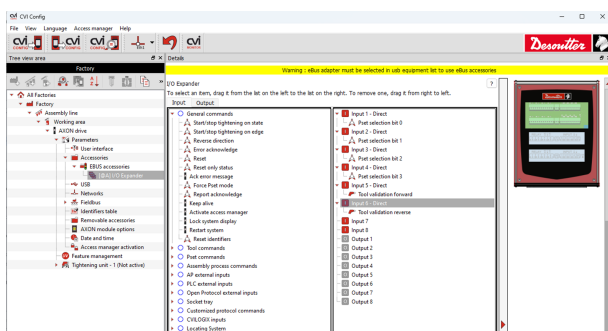 CVI Config
File View Language Access manager Help
Tree view area
Details
Factory
Warning : eBus adapter must be selected in usb equipment list to use eBus accessories
Desoutter
I/O Expander
To select an item, drag it from the list on the left to the list on the right. To remove one, drag it from right to left.
Input Output
All Factories
Factory
Assembly line
Working area
AXON drive
Parameters
User interface
Accessories
EBUS accessories
[@A] I/O Expander
USB
Networks
Fieldbus
Identifiers table
Removable accessories
AXON module options
Date and time
Access manager activation
Feature management
Tightening unit - 1 (Not active)
General commands
Start/stop tightening on state
Start/stop tightening on edge
Reverse direction
Error acknowledge
Reset
Reset only status
Ack error message
Force Pset mode
Report acknowledge
Keep alive
Activate access manager
Lock system display
Restart system
Reset identifiers
Tool commands
Pset commands
Assembly process commands
AP external inputs
PLC external inputs
Open Protocol external inputs
Socket tray
Customized protocol commands
CVILOGIX inputs
Locating System
Input 1 - Direct
Pset selection bit 0
Input 2 - Direct
Pset selection bit 1
Input 3 - Direct
Pset selection bit 2
Input 4 - Direct
Pset selection bit 3
Input 5 - Direct
Tool validation forward
Input 6 - Direct
Tool validation reverse
Input 7
Input 8
Output 1
Output 2
Output 3
Output 4
Output 5
Output 6
Output 7
Output 8